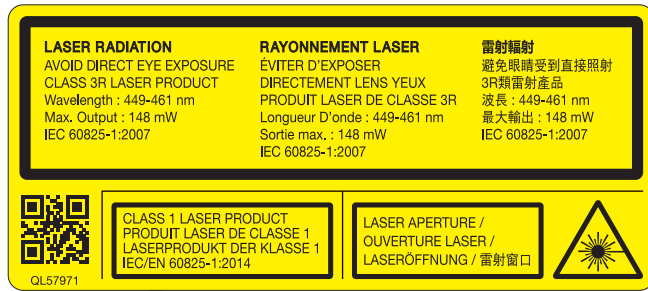 LASER RADIATION
AVOID DIRECT EYE EXPOSURE
CLASS 3R LASER PRODUCT
Wavelength : 449-461 nm
Max. Output : 148 mW
IEC 60825-1:2007
RAYONNEMENT LASER
ÉVITER D'EXPOSER
DIRECTEMENT LENS YEUX
PRODUIT LASER DE CLASSE 3R
Longueur D'onde : 449-461 nm
Sortie max. : 148 mW
IEC 60825-1:2007
雷射輻射
避免眼睛受到直接照射
3R類雷射產品
波長 : 449-461 nm
最大輸出 : 148 mW
IEC 60825-1:2007
QL57971
CLASS 1 LASER PRODUCT
PRODUIT LASER DE CLASSE 1
LASERPRODUKT DER KLASSE 1
IEC/EN 60825-1:2014
LASER APERTURE /
OUVERTURE LASER /
LASERÖFFNUNG / 雷射窗口